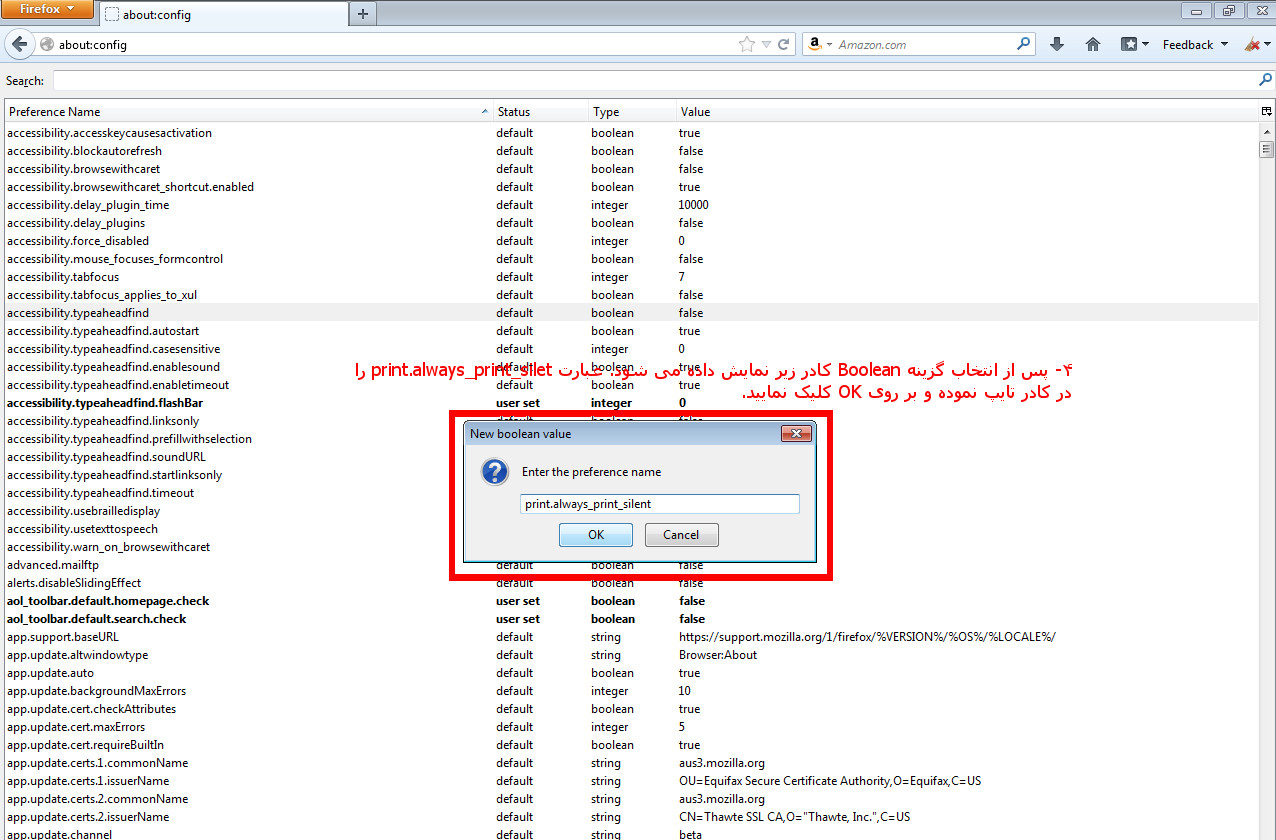 Firefox
about:config
about:config
Amazon.com
Feedback
Search:
Preference Name Status Type Value
accessibility.accesskeycausesactivation default boolean true
accessibility.blockautorefresh default boolean false
accessibility.browsewithcaret default boolean false
accessibility.browsewithcaret_shortcut.enabled default boolean true
accessibility.delay_plugin_time default integer 10000
accessibility.delay_plugins default boolean false
accessibility.force_disabled default integer 0
accessibility.mouse_focuses_formcontrol default boolean false
accessibility.tabfocus default integer 7
accessibility.tabfocus_applies_to_xul default boolean false
accessibility.typeaheadfind default boolean false
accessibility.typeaheadfind.autostart default boolean true
accessibility.typeaheadfind.casesensitive default integer 0
accessibility.typeaheadfind.enablesound default boolean true
۴- پس از انتخاب گزینه Boolean کادر زیر نمایش داده می شود. عبارت print.always_print_silet را
accessibility.typeaheadfind.enabletimeout default boolean true
در کادر تایپ نموده و بر روی OK کلیک نمایید.
accessibility.typeaheadfind.flashBar user set integer 0
accessibility.typeaheadfind.linksonly default boolean false
accessibility.typeaheadfind.prefillwithselection
accessibility.typeaheadfind.soundURL
accessibility.typeaheadfind.startlinksonly
accessibility.typeaheadfind.timeout
accessibility.usebrailledisplay
accessibility.usetexttospeech
accessibility.warn_on_browsewithcaret
New boolean value
Enter the preference name
print.always_print_silent
OK Cancel
advanced.mailftp default boolean false
alerts.disableSlidingEffect default boolean false
aol_toolbar.default.homepage.check user set boolean false
aol_toolbar.default.search.check user set boolean false
app.support.baseURL default string https://support.mozilla.org/1/firefox/%VERSION%/%OS%/%LOCALE%/
app.update.altwindowtype default string Browser:About
app.update.auto default boolean true
app.update.backgroundMaxErrors default integer 10
app.update.cert.checkAttributes default boolean true
app.update.cert.maxErrors default integer 5
app.update.cert.requireBuiltIn default boolean true
app.update.certs.1.commonName default string aus3.mozilla.org
app.update.certs.1.issuerName default string OU=Equifax Secure Certificate Authority,O=Equifax,C=US
app.update.certs.2.commonName default string aus3.mozilla.org
app.update.certs.2.issuerName default string CN=Thawte SSL CA,O="Thawte, Inc.",C=US
app.update.channel default string beta